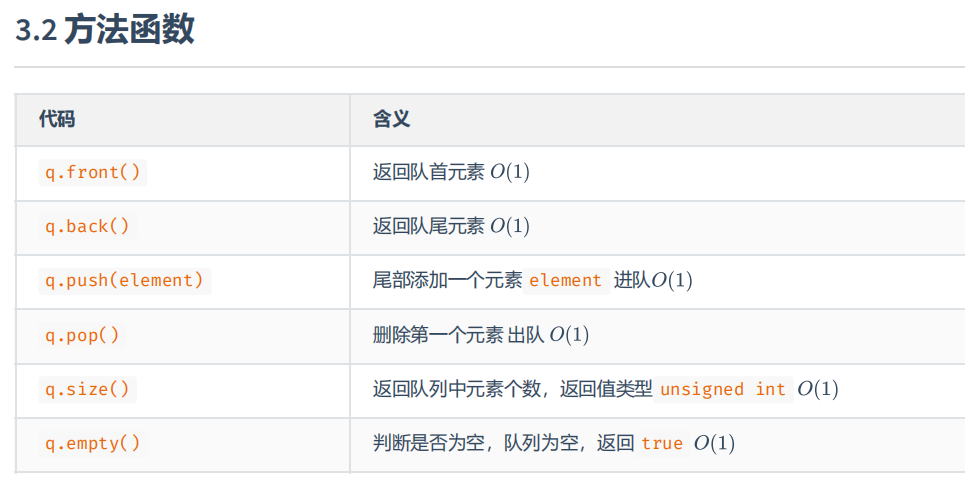 3.2 方法函数
代码 含义
q.front() 返回队首元素 O(1)
q.back() 返回队尾元素 O(1)
q.push(element) 尾部添加一个元素 element 进队O(1)
q.pop() 删除第一个元素 出队 O(1)
q.size() 返回队列中元素个数，返回值类型 unsigned int O(1)
q.empty() 判断是否为空，队列为空，返回 true O(1)